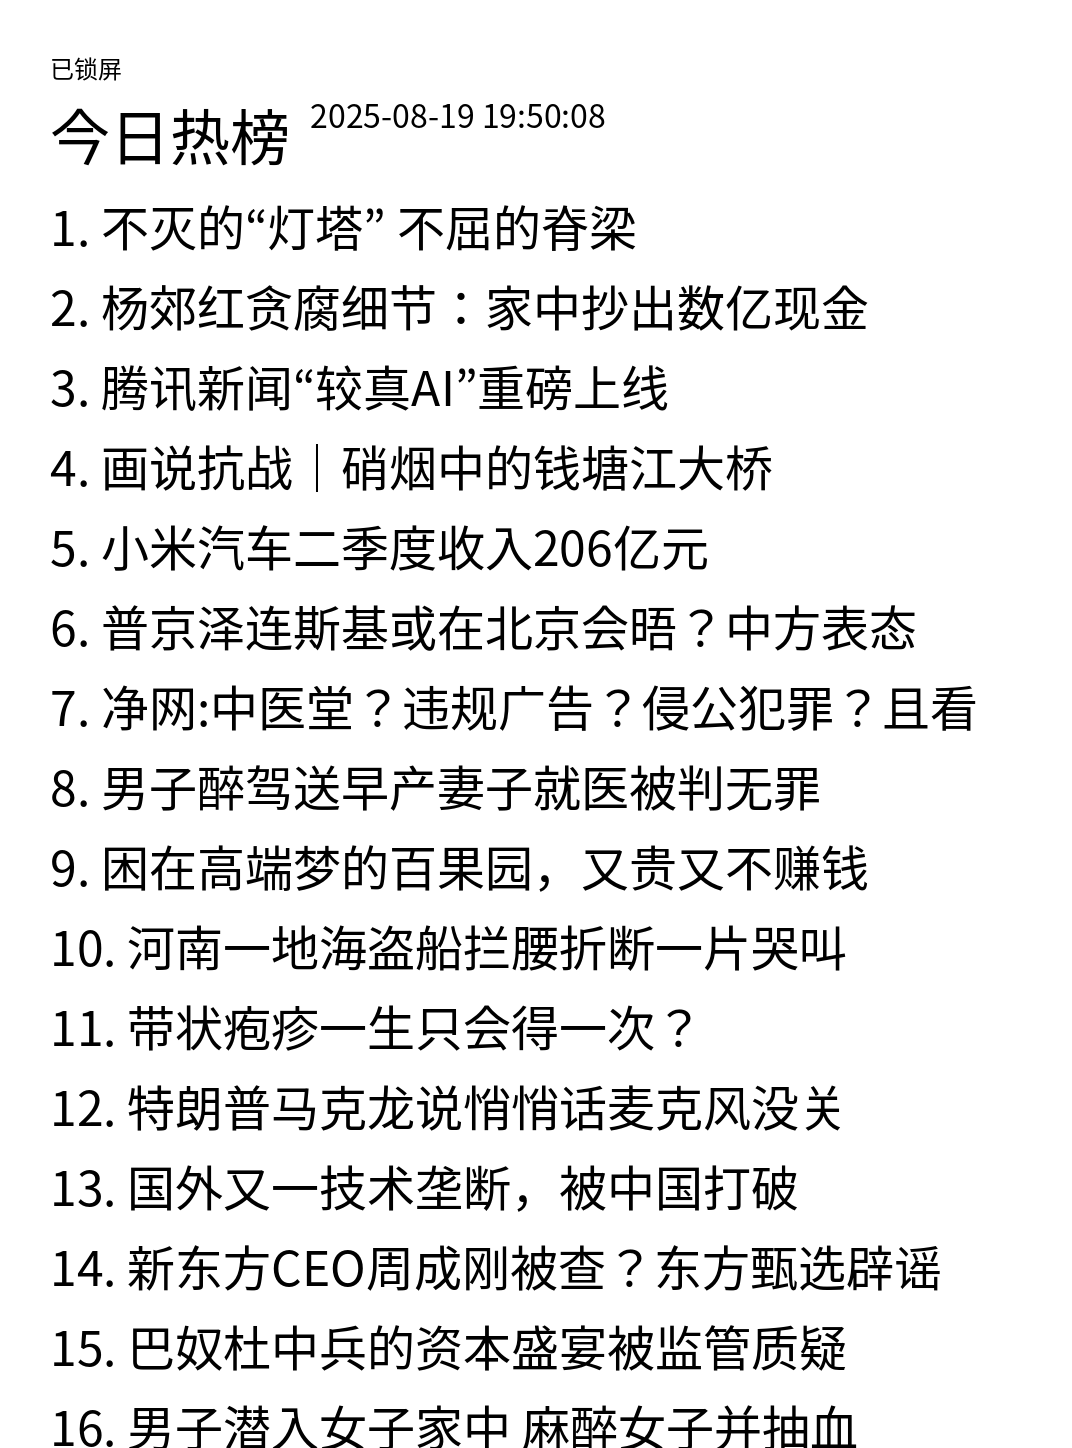 已锁屏
今日热榜 2025-08-19 19:50:08
1. 不灭的“灯塔” 不屈的脊梁
2. 杨郊红贪腐细节：家中抄出数亿现金
3. 腾讯新闻“较真AI”重磅上线
4. 画说抗战｜硝烟中的钱塘江大桥
5. 小米汽车二季度收入206亿元
6. 普京泽连斯基或在北京会晤？中方表态
7. 净网:中医堂？违规广告？侵公犯罪？且看
8. 男子醉驾送早产妻子就医被判无罪
9. 困在高端梦的百果园，又贵又不赚钱
10. 河南一地海盗船拦腰折断一片哭叫
11. 带状疱疹一生只会得一次？
12. 特朗普马克龙说悄悄话麦克风没关
13. 国外又一技术垄断，被中国打破
14. 新东方CEO周成刚被查？东方甄选辟谣
15. 巴奴杜中兵的资本盛宴被监管质疑
16. 男子潜入女子家中 麻醉女子并抽血